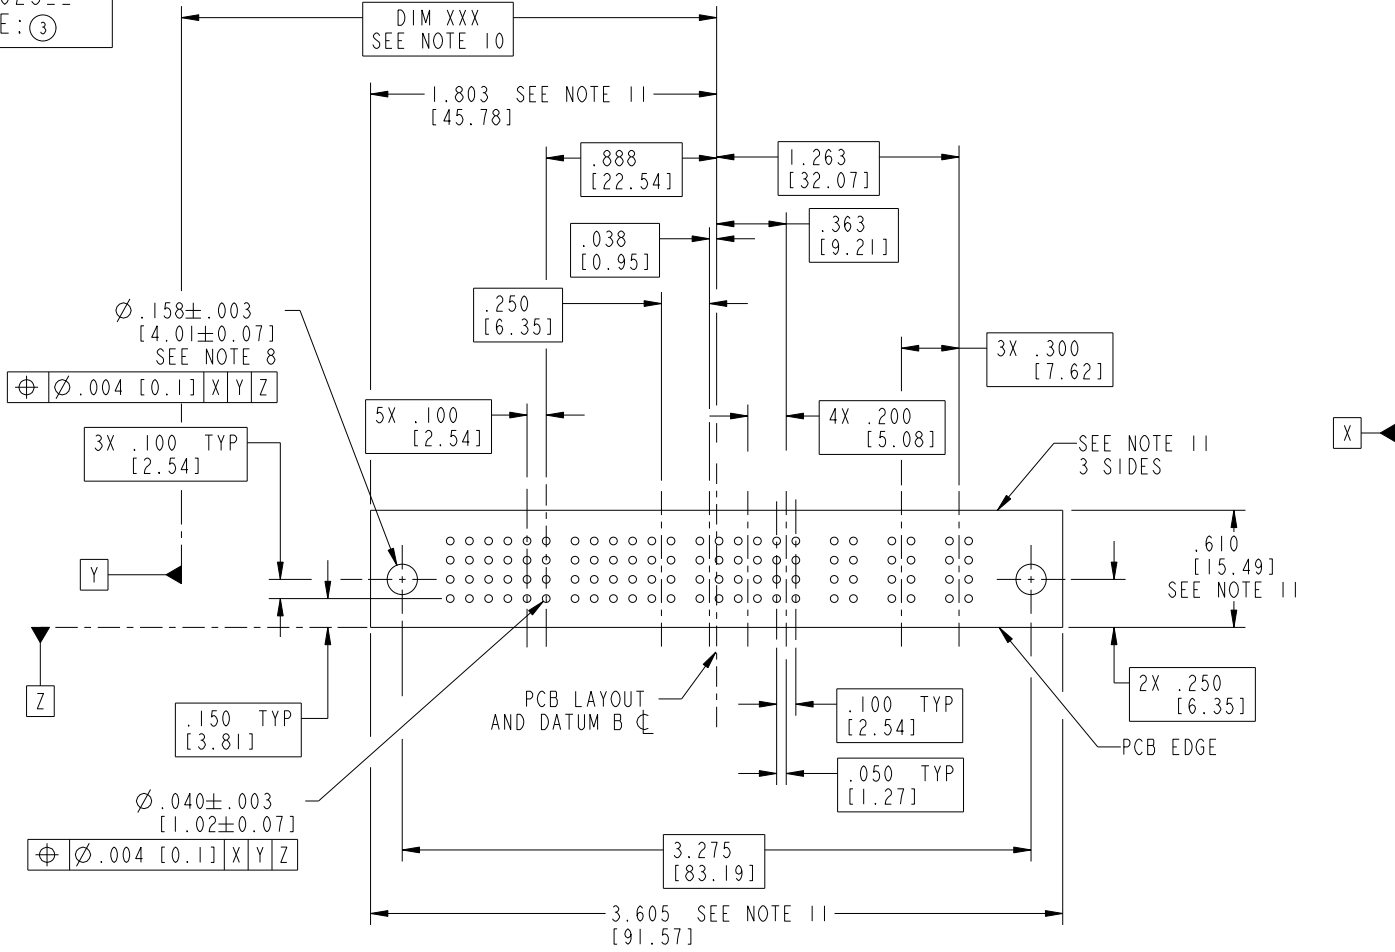 E: 3
DIM XXX
SEE NOTE 10
1.803 SEE NOTE 11
[45.78]
.888
[22.54]
1.263
[32.07]
.038
[0.95]
.363
[9.21]
.250
[6.35]
Ø.158±.003
[4.01±0.07]
SEE NOTE 8
⌖ Ø.004 [0.1] X Y Z
3X .300
[7.62]
5X .100
[2.54]
4X .200
[5.08]
3X .100 TYP
[2.54]
X
SEE NOTE 11
3 SIDES
Y
.610
[15.49]
SEE NOTE 11
Z
PCB LAYOUT
AND DATUM B ℄
.150 TYP
[3.81]
.100 TYP
[2.54]
2X .250
[6.35]
PCB EDGE
.050 TYP
[1.27]
Ø.040±.003
[1.02±0.07]
⌖ Ø.004 [0.1] X Y Z
3.275
[83.19]
3.605 SEE NOTE 11
[91.57]